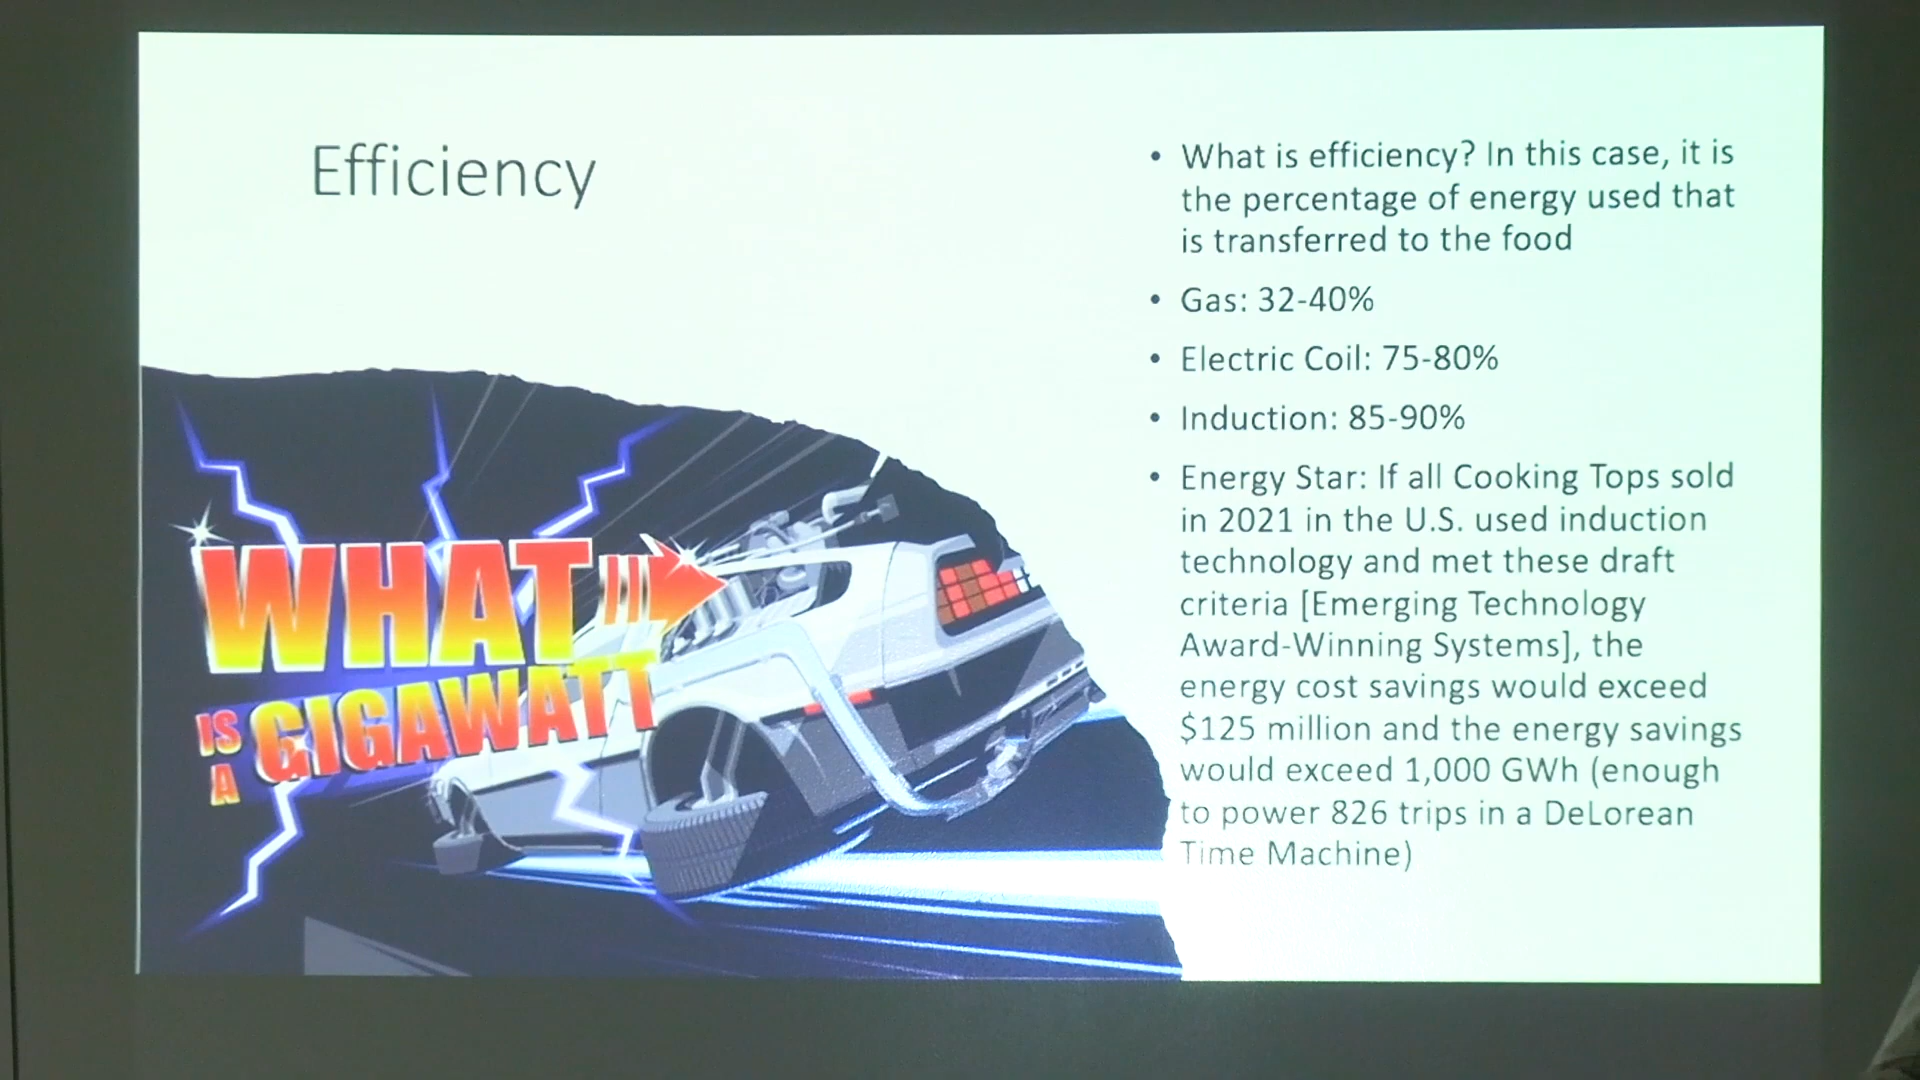 Efficiency
• What is efficiency? In this case, it is
the percentage of energy used that
is transferred to the food
• Gas: 32-40%
• Electric Coil: 75-80%
• Induction: 85-90%
• Energy Star: If all Cooking Tops sold
in 2021 in the U.S. used induction
technology and met these draft
criteria [Emerging Technology
Award-Winning Systems], the
energy cost savings would exceed
$125 million and the energy savings
would exceed 1,000 GWh (enough
to power 826 trips in a DeLorean
Time Machine)
WHAT
IS A GIGAWATT